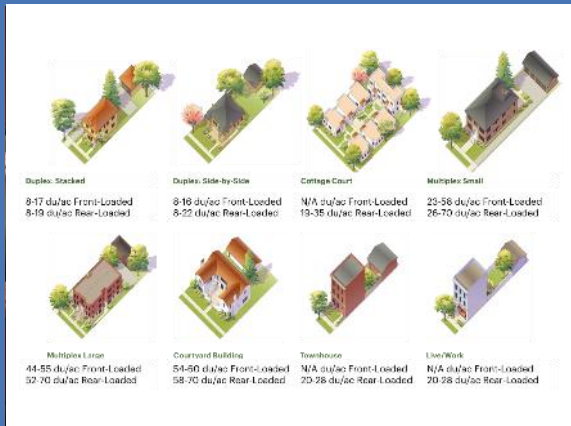 Duplex: Stacked
8-17 du/ac Front-Loaded
8-19 du/ac Rear-Loaded
Duplex: Side-by-Side
8-16 du/ac Front-Loaded
8-22 du/ac Rear-Loaded
Cottage Court
N/A du/ac Front-Loaded
19-35 du/ac Rear-Loaded
Multiplex Small
23-58 du/ac Front-Loaded
26-70 du/ac Rear-Loaded
Multiplex Large
44-55 du/ac Front-Loaded
52-70 du/ac Rear-Loaded
Courtyard Building
54-60 du/ac Front-Loaded
58-70 du/ac Rear-Loaded
Townhouse
N/A du/ac Front-Loaded
20-28 du/ac Rear-Loaded
Live/Work
N/A du/ac Front-Loaded
20-28 du/ac Rear-Loaded